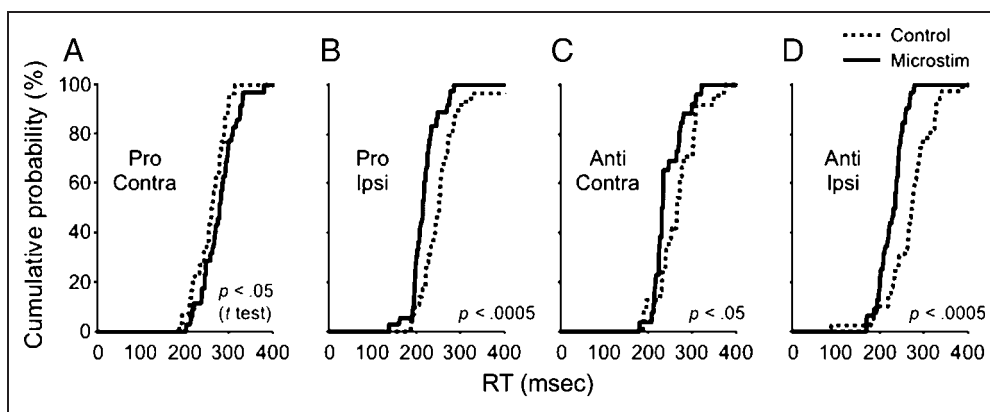 A B C D
Control
Microstim
Cumulative probability (%)
100
80
60
40
20
0
Pro
Contra
p < .05
(t test)
0 100 200 300 400
Pro
Ipsi
p < .0005
0 100 200 300 400
Anti
Contra
p < .05
0 100 200 300 400
Anti
Ipsi
p < .0005
0 100 200 300 400
RT (msec)